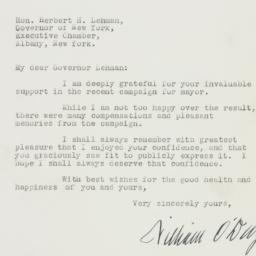 Hon. Herbert H. Lehman,
Governor of New York,
Executive Chamber,
Albany, New York.
My dear Governor Lehman:
I am deeply grateful for your invaluable
support in the recent campaign for mayor.
While I am not too happy over the result,
there were many compensations and pleasant
memories from the campaign.
I shall always remember with greatest
pleasure that I enjoyed your confidence, and that
you graciously saw fit to publicly express it. I
hope I shall always deserve that confidence.
With best wishes for the good health and
happiness of you and yours,
Very sincerely yours,
William O'Dwy